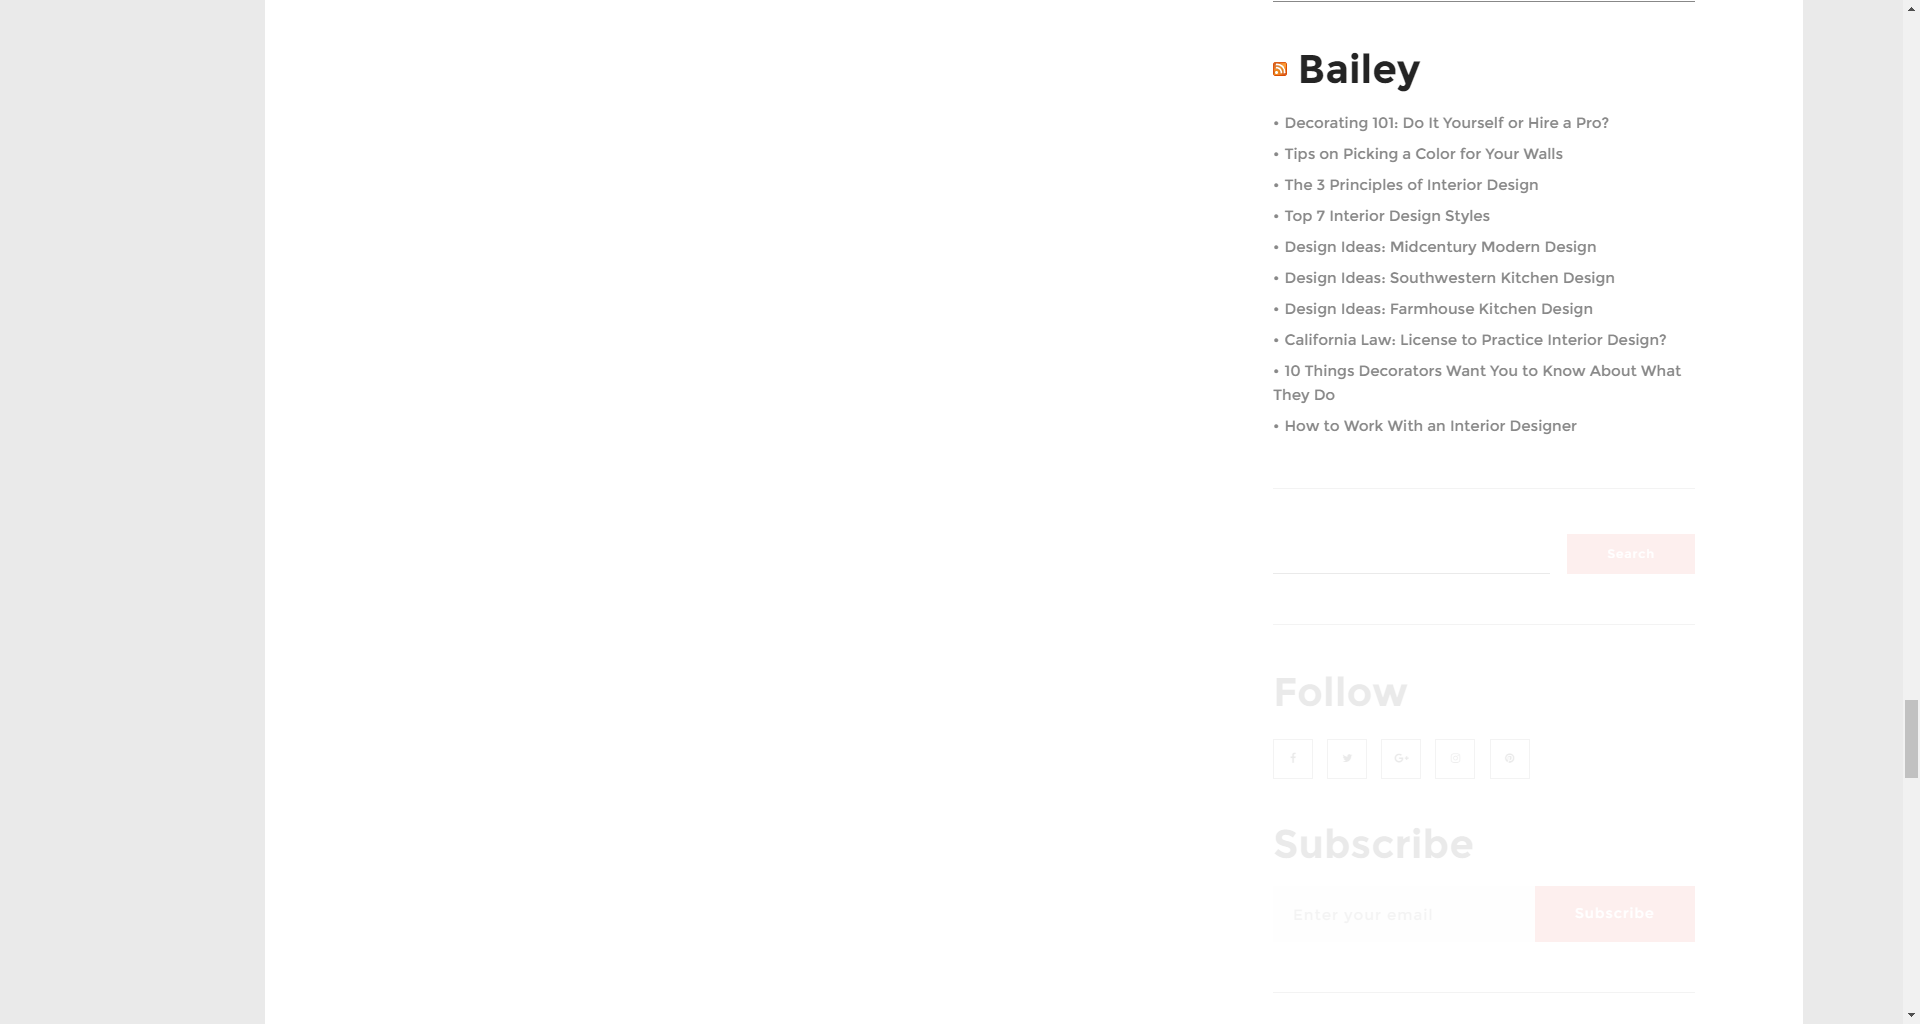 Bailey
• Decorating 101: Do It Yourself or Hire a Pro?
• Tips on Picking a Color for Your Walls
• The 3 Principles of Interior Design
• Top 7 Interior Design Styles
• Design Ideas: Midcentury Modern Design
• Design Ideas: Southwestern Kitchen Design
• Design Ideas: Farmhouse Kitchen Design
• California Law: License to Practice Interior Design?
• 10 Things Decorators Want You to Know About What
They Do
• How to Work With an Interior Designer
Search
Follow
Subscribe
Enter your email
Subscribe